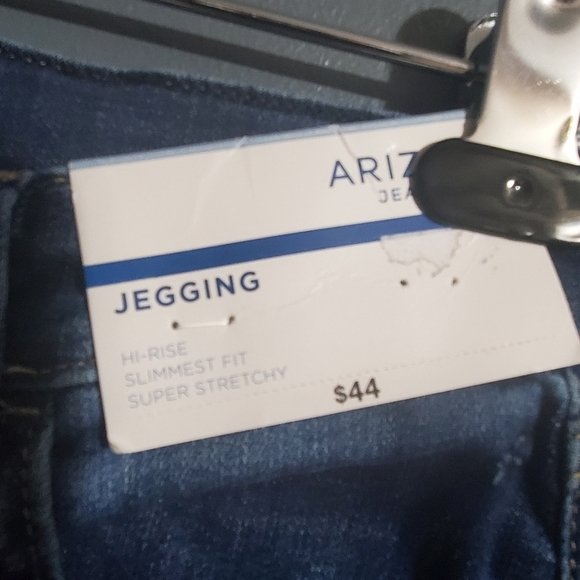 ARIZ
JEA
JEGGING
HI-RISE
SLIMMEST FIT
SUPER STRETCHY
$44